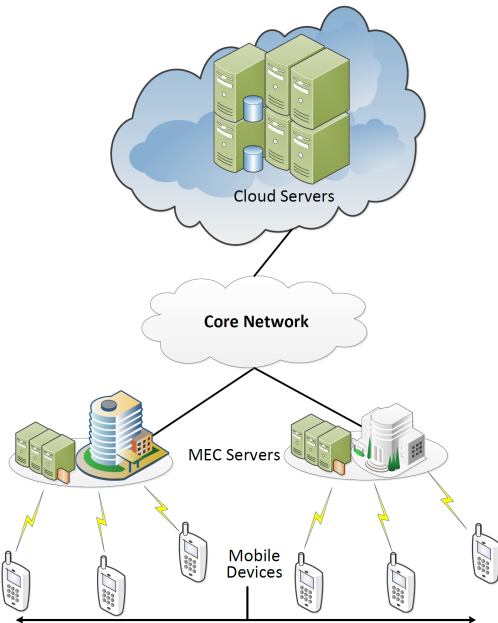 Cloud Servers
Core Network
MEC Servers
Mobile
Devices